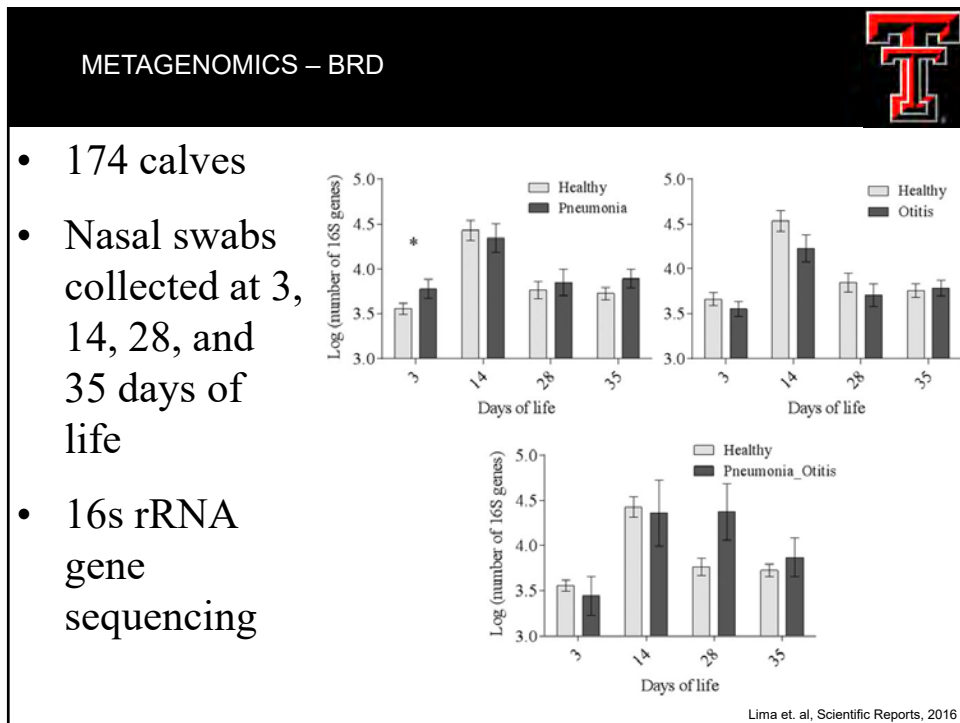 METAGENOMICS – BRD
• 174 calves
• Nasal swabs
collected at 3,
14, 28, and
35 days of
life
• 16s rRNA
gene
sequencing
Log (number of 16S genes)
5.0
4.5
4.0
3.5
3.0
Healthy
Pneumonia
*
3 14 28 35
Days of life
5.0
4.5
4.0
3.5
3.0
Healthy
Otitis
3 14 28 35
Days of life
Log (number of 16S genes)
5.0
4.5
4.0
3.5
3.0
Healthy
Pneumonia_Otitis
3 14 28 35
Days of life
Lima et. al, Scientific Reports, 2016